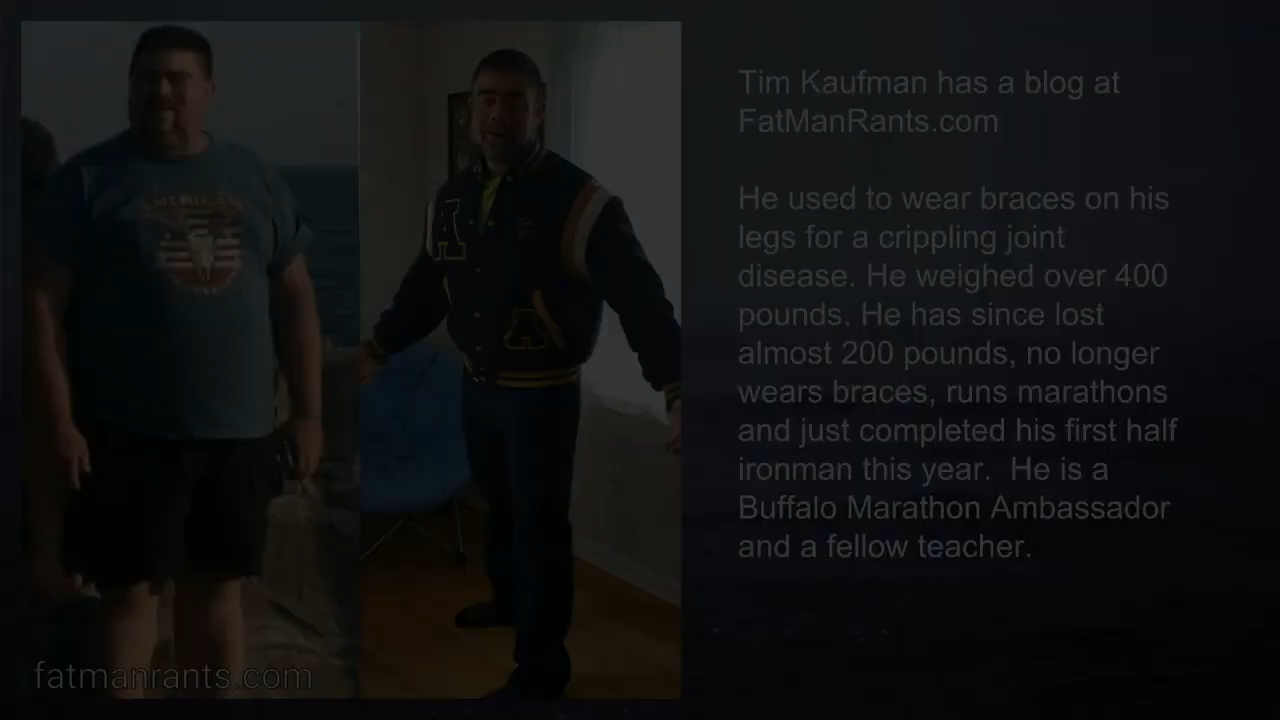 Tim Kaufman has a blog at
FatManRants.com
He used to wear braces on his
legs for a crippling joint
disease. He weighed over 400
pounds. He has since lost
almost 200 pounds, no longer
wears braces, runs marathons
and just completed his first half
ironman this year.  He is a
Buffalo Marathon Ambassador
and a fellow teacher.
AMERICAN
A
A
fatmanrants.com